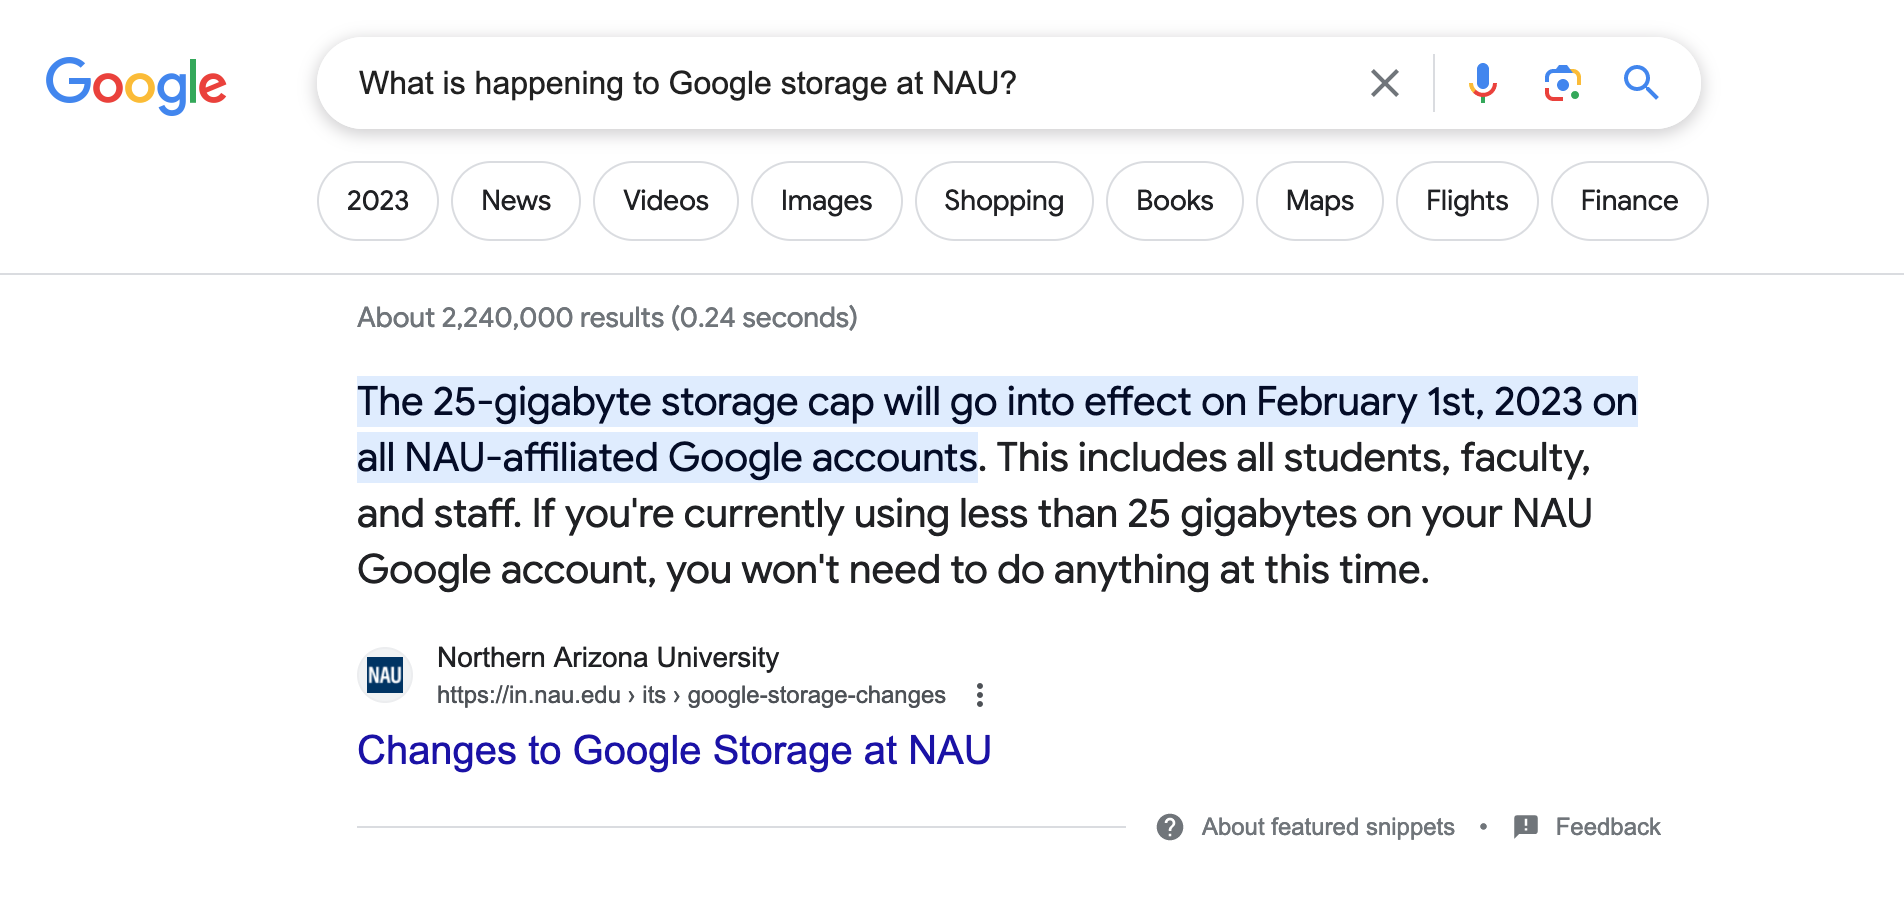 Google
What is happening to Google storage at NAU?
2023 News Videos Images Shopping Books Maps Flights Finance
About 2,240,000 results (0.24 seconds)
The 25-gigabyte storage cap will go into effect on February 1st, 2023 on
all NAU-affiliated Google accounts. This includes all students, faculty,
and staff. If you're currently using less than 25 gigabytes on your NAU
Google account, you won't need to do anything at this time.
NAU
Northern Arizona University
https://in.nau.edu › its › google-storage-changes
Changes to Google Storage at NAU
About featured snippets • Feedback